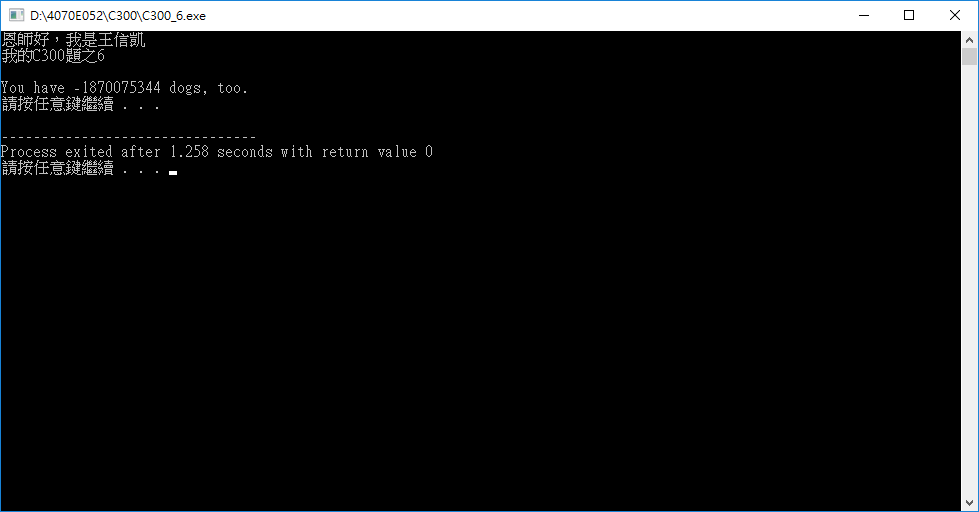 D:\4070E052\C300\C300_6.exe
恩師好，我是王信凱
我的C300題之6
You have -1870075344 dogs, too.
請按任意鍵繼續 . . .
--------------------------------
Process exited after 1.258 seconds with return value 0
請按任意鍵繼續 . . .